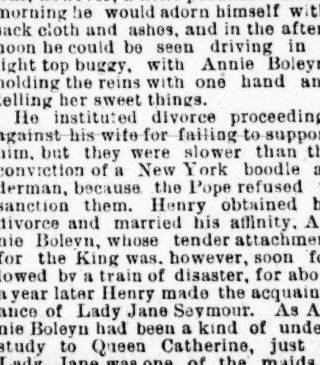 morning he would adorn himself wit
sack cloth and ashes, and in the after
noon he could be seen driving in
ight top buggy, with Annie Boleyn
holding the reins with one hand an
telling her sweet things.
He instituted divorce proceeding
against his wife for failing to suppor
him, but they were slower than th
conviction of a New York boodle a
derman, because the Pope refused
sanction them. Henry obtained h
divorce and married his affinity, A
nie Boleyn, whose tender attachmen
for the King was, however, soon fo
lowed by a train of disaster, for abo
a year later Henry made the acquain
ance of Lady Jane Seymour. As A
nie Boleyn had been a kind of unde
study to Queen Catherine, just
Lady Jane was one of the maids